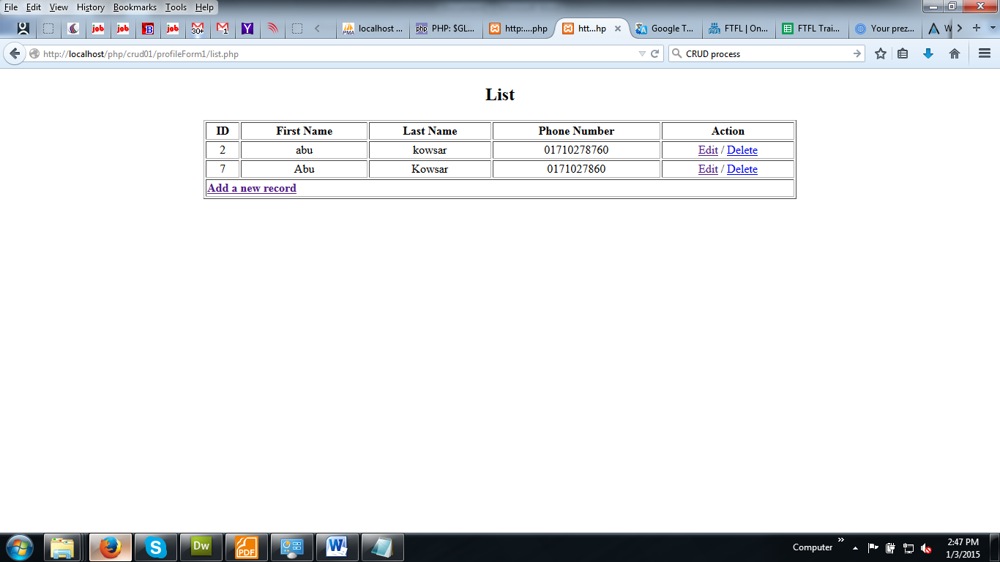 File Edit View History Bookmarks Tools Help
job job B job 30+ 1 Y localhost ... php PHP: $GL... http:....php htt...hp Google T... FTFL | On... FTFL Trai... Your prez... W
http://localhost/php/crud01/profileForm1/list.php CRUD process
List
ID First Name Last Name Phone Number Action
2 abu kowsar 01710278760 Edit / Delete
7 Abu Kowsar 0171027860 Edit / Delete
Add a new record
Dw PDF W Computer 2:47 PM
1/3/2015